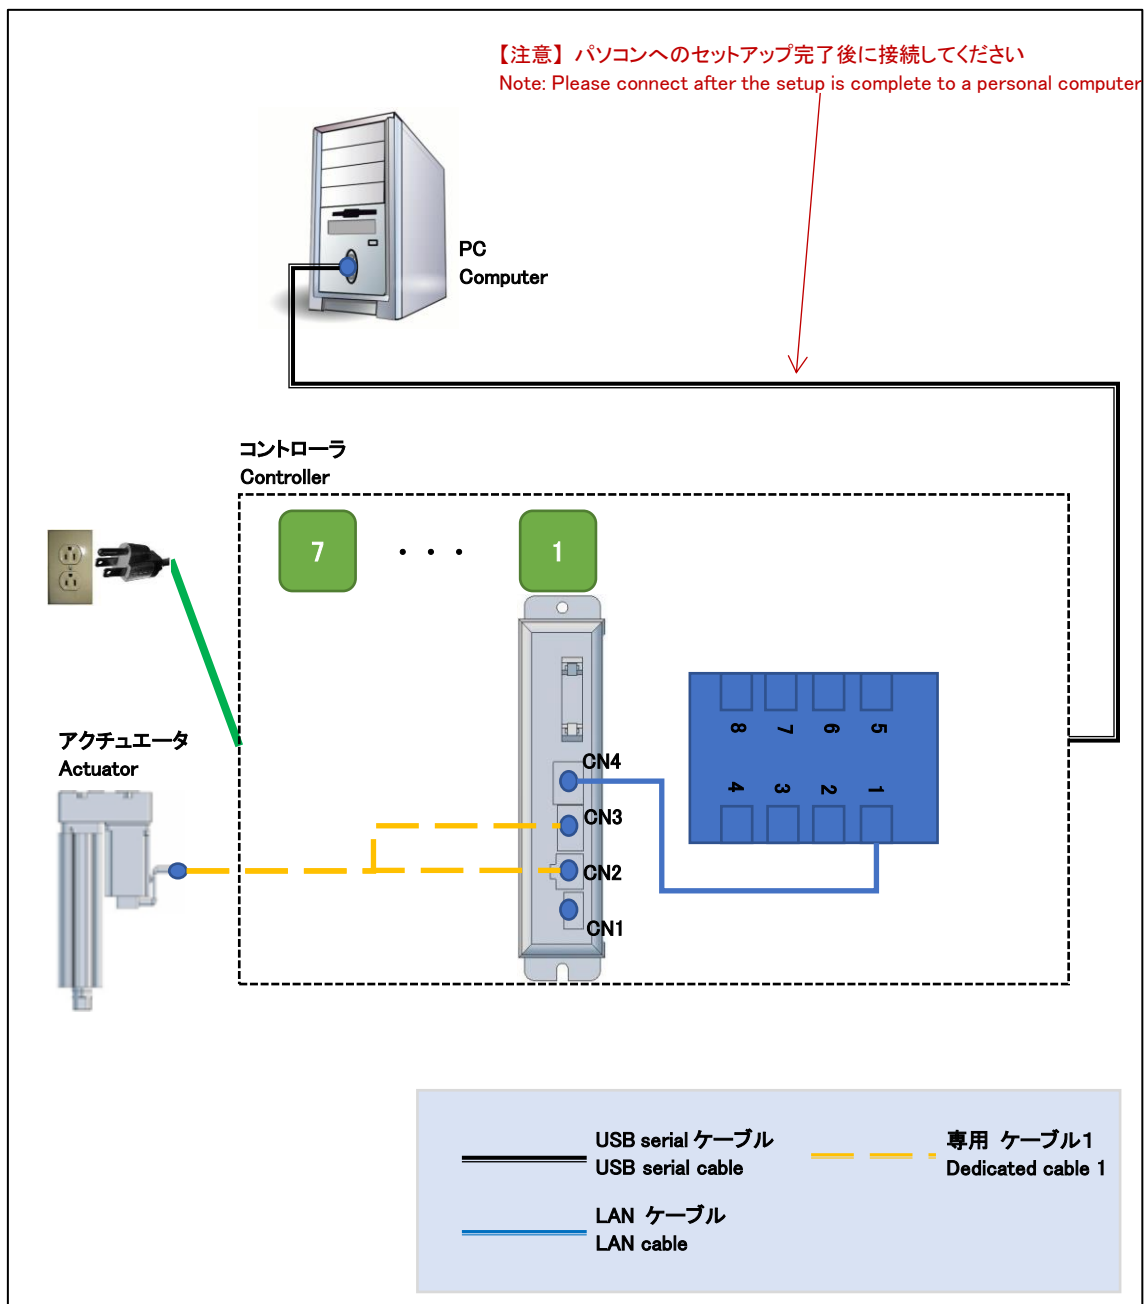 【注意】 パソコンへのセットアップ完了後に接続してください
Note: Please connect after the setup is complete to a personal computer
PC
Computer
コントローラ
Controller
7
・・・
1
アクチュエータ
Actuator
CN4
CN3
CN2
CN1
8 7 6 5
4 3 2 1
USB serial ケーブル
USB serial cable
専用 ケーブル1
Dedicated cable 1
LAN ケーブル
LAN cable